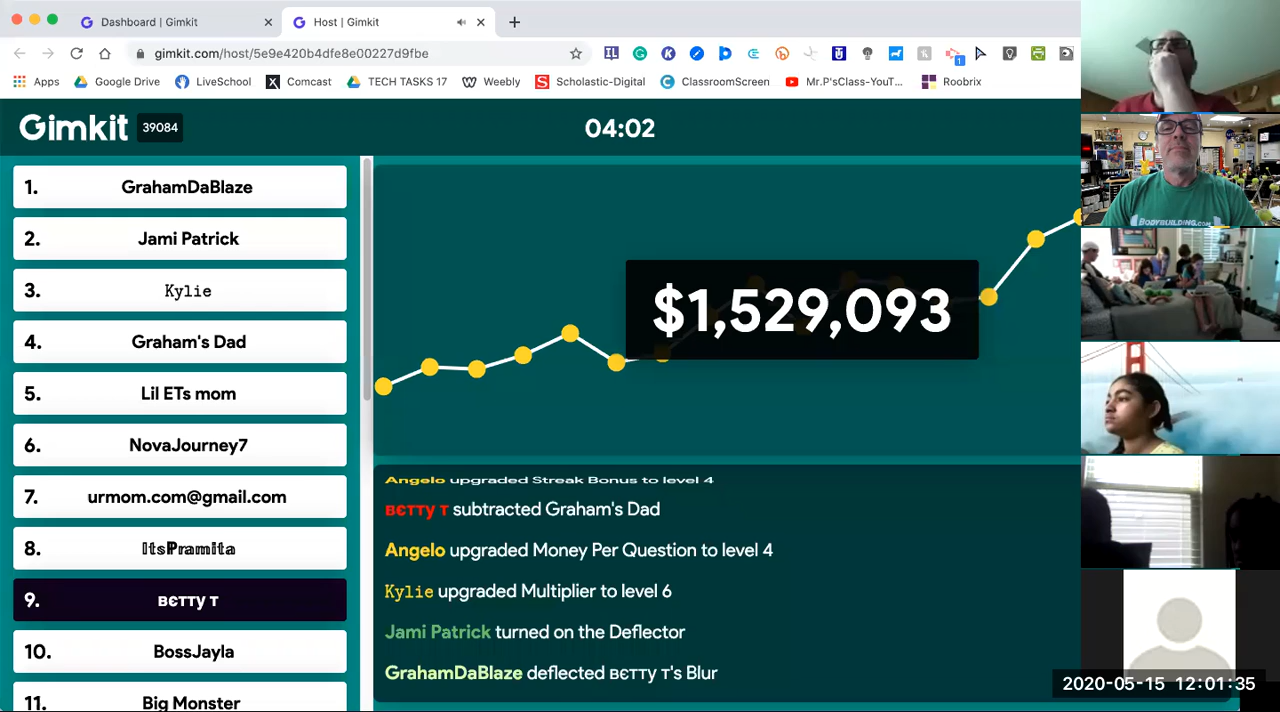 Dashboard | Gimkit
Host | Gimkit
gimkit.com/host/5e9e420b4dfe8e00227d9fbe
Apps
Google Drive
LiveSchool
Comcast
TECH TASKS 17
Weebly
Scholastic-Digital
ClassroomScreen
Mr.P'sClass-YouT...
Roobrix
Gimkit
39084
04:02
1. GrahamDaBlaze
2. Jami Patrick
3. Kylie
4. Graham's Dad
5. Lil ETs mom
6. NovaJourney7
7. urmom.com@gmail.com
8. ItsPramita
9. вєтту т
10. BossJayla
11. Big Monster
$1,529,093
Angelo upgraded Streak Bonus to level 4
вєтту т subtracted Graham's Dad
Angelo upgraded Money Per Question to level 4
Kylie upgraded Multiplier to level 6
Jami Patrick turned on the Deflector
GrahamDaBlaze deflected вєтту т's Blur
BODYBUILDING.COM
2020-05-15 12:01:35